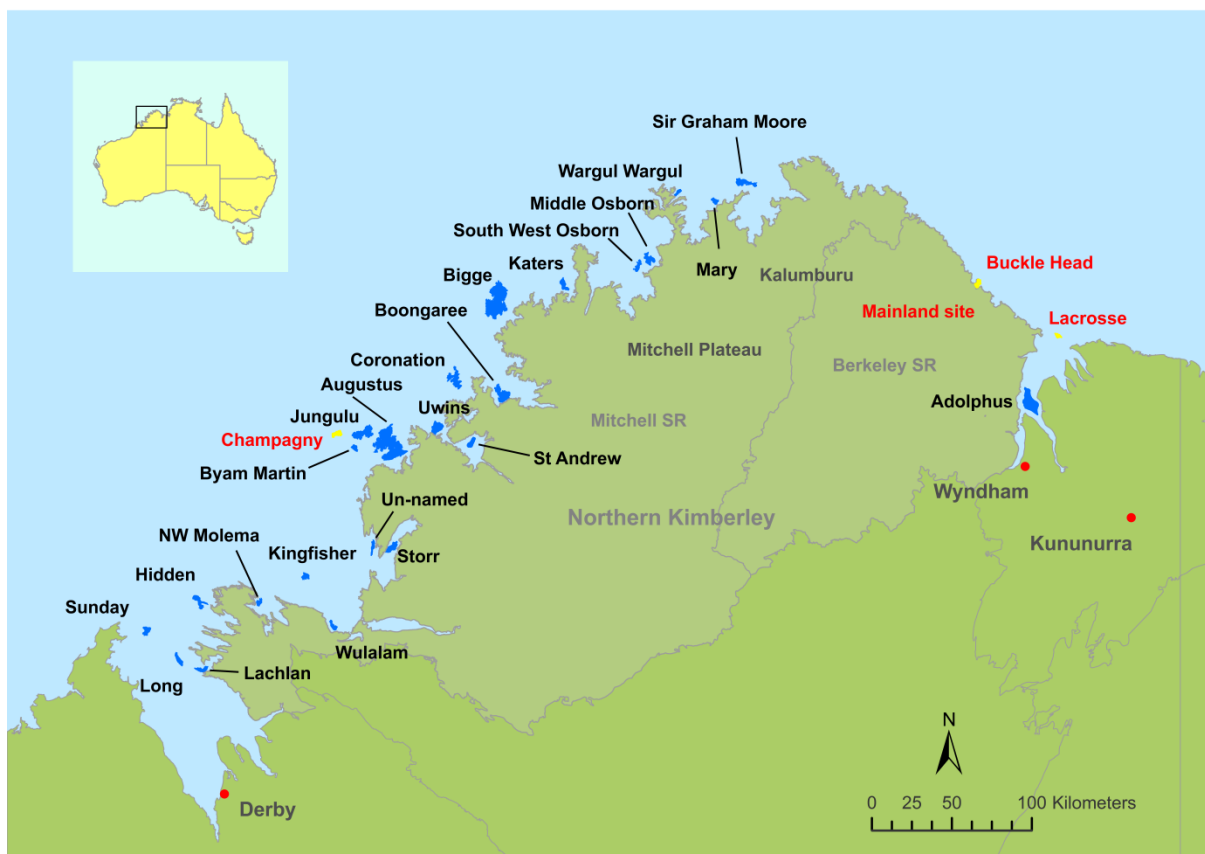 Sir Graham Moore
Wargul Wargul
Middle Osborn
South West Osborn
Mary
Kalumburu
Buckle Head
Katers
Bigge
Mainland site
Lacrosse
Boongaree
Mitchell Plateau
Coronation
Berkeley SR
Augustus
Adolphus
Jungulu
Uwins
Mitchell SR
Champagny
St Andrew
Byam Martin
Wyndham
Un-named
Northern Kimberley
NW Molema
Kununurra
Kingfisher
Storr
Hidden
Sunday
Wulalam
Lachlan
Long
N
Derby
0 25 50 100 Kilometers